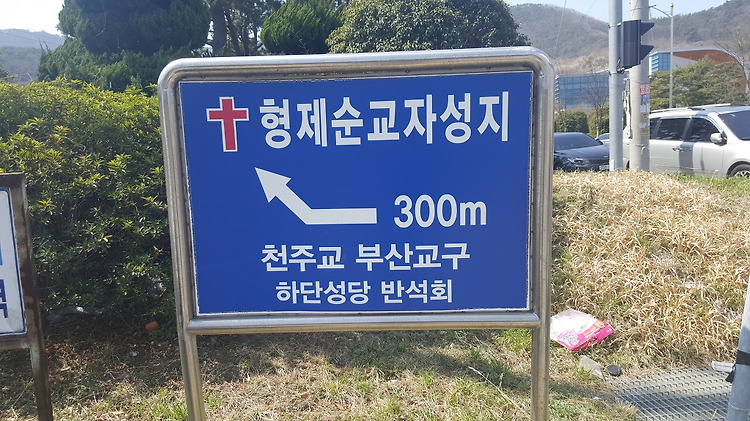 형제순교자성지
300m
천주교 부산교구
하단성당 반석회